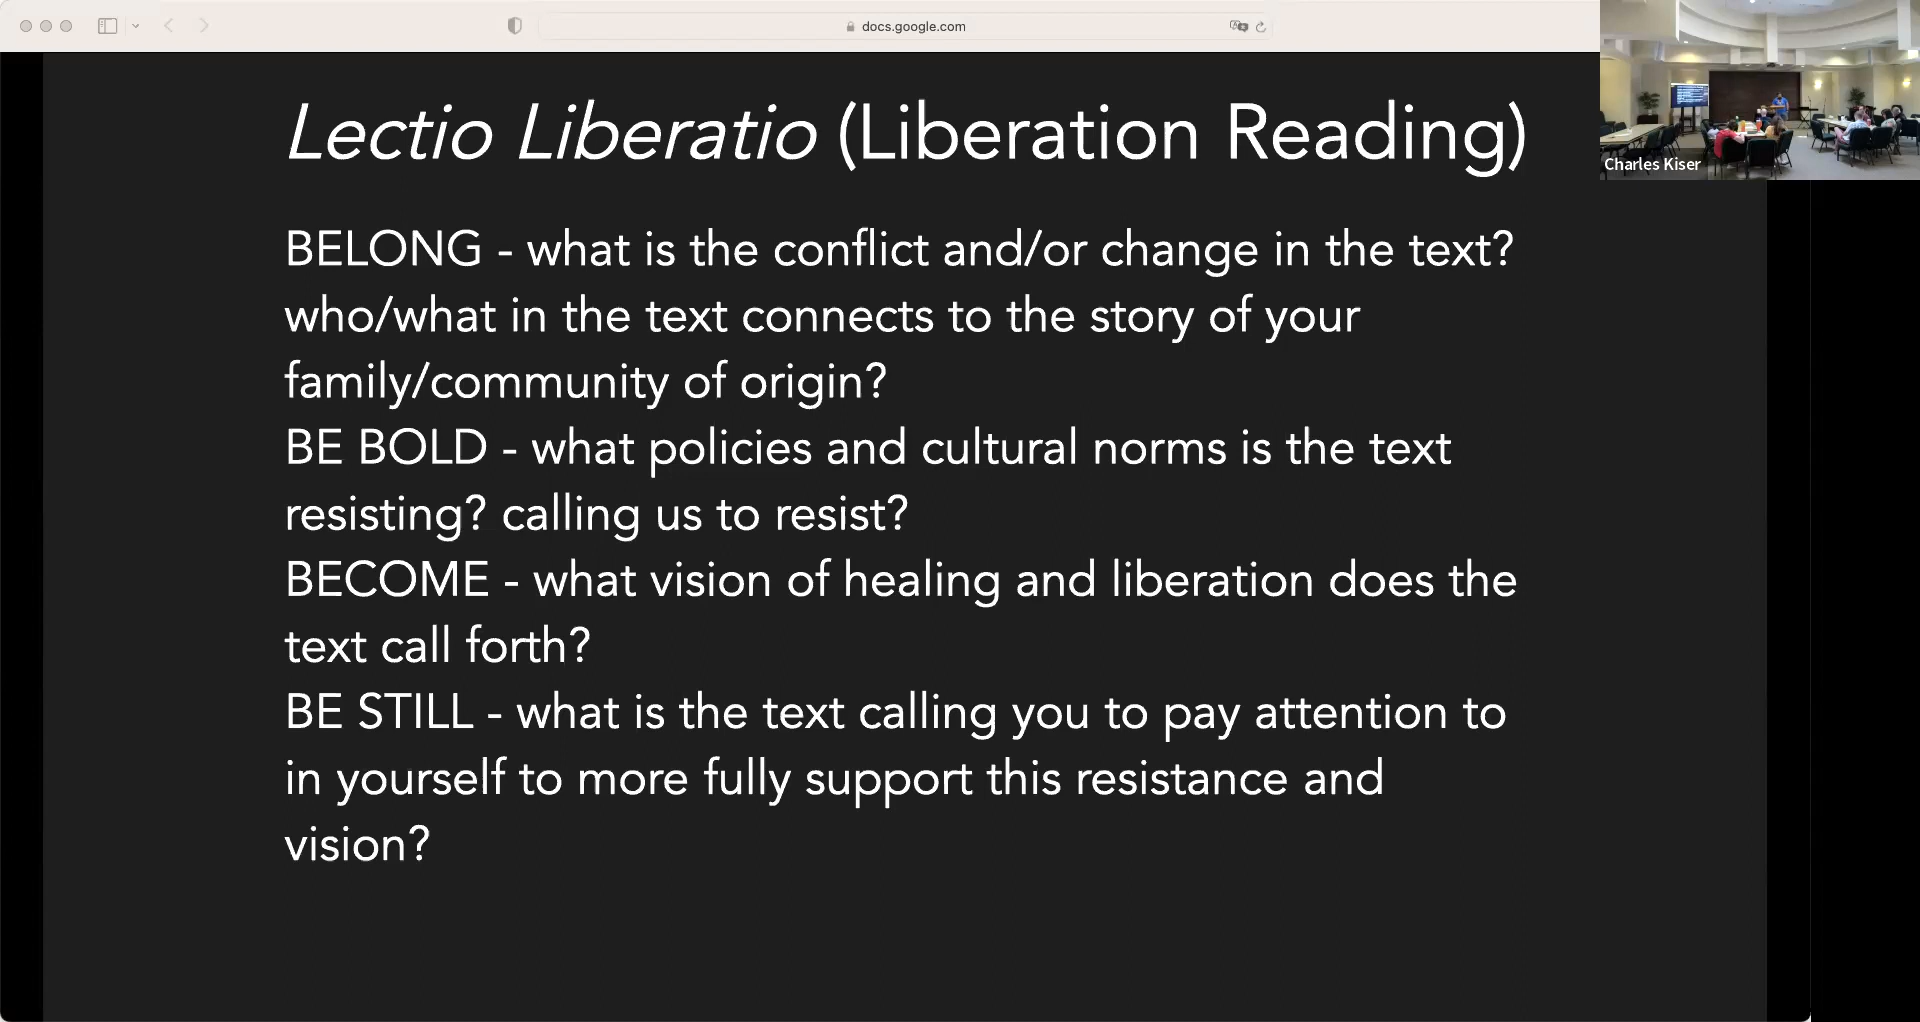 docs.google.com
Lectio Liberatio (Liberation Reading)
Charles Kiser
BELONG - what is the conflict and/or change in the text?
who/what in the text connects to the story of your
family/community of origin?
BE BOLD - what policies and cultural norms is the text
resisting? calling us to resist?
BECOME - what vision of healing and liberation does the
text call forth?
BE STILL - what is the text calling you to pay attention to
in yourself to more fully support this resistance and
vision?